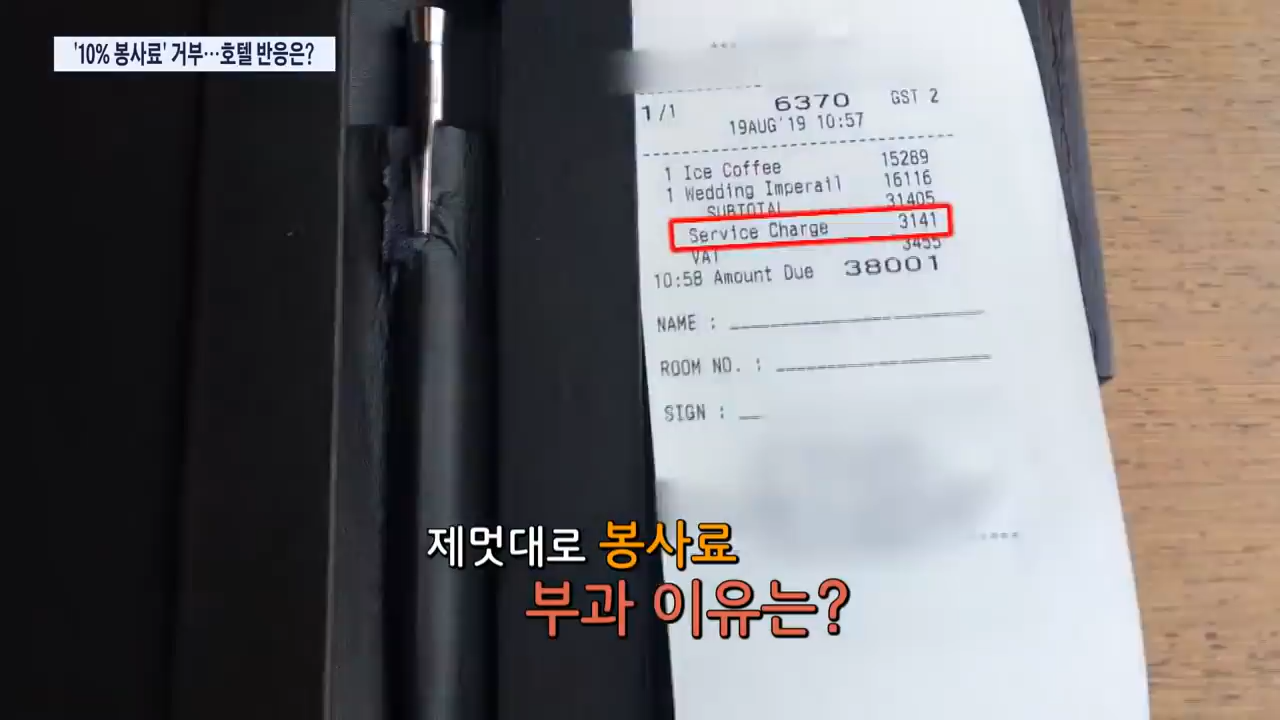 '10% 봉사료' 거부…호텔 반응은?
1/1 6370 GST 2
19AUG'19 10:57
1 Ice Coffee 15289
1 Wedding Imperail 16116
SUBTOTAL 31405
Service Charge 3141
VAT 3455
10:58 Amount Due 38001
NAME :
ROOM NO. :
SIGN :
제멋대로 봉사료
부과 이유는?